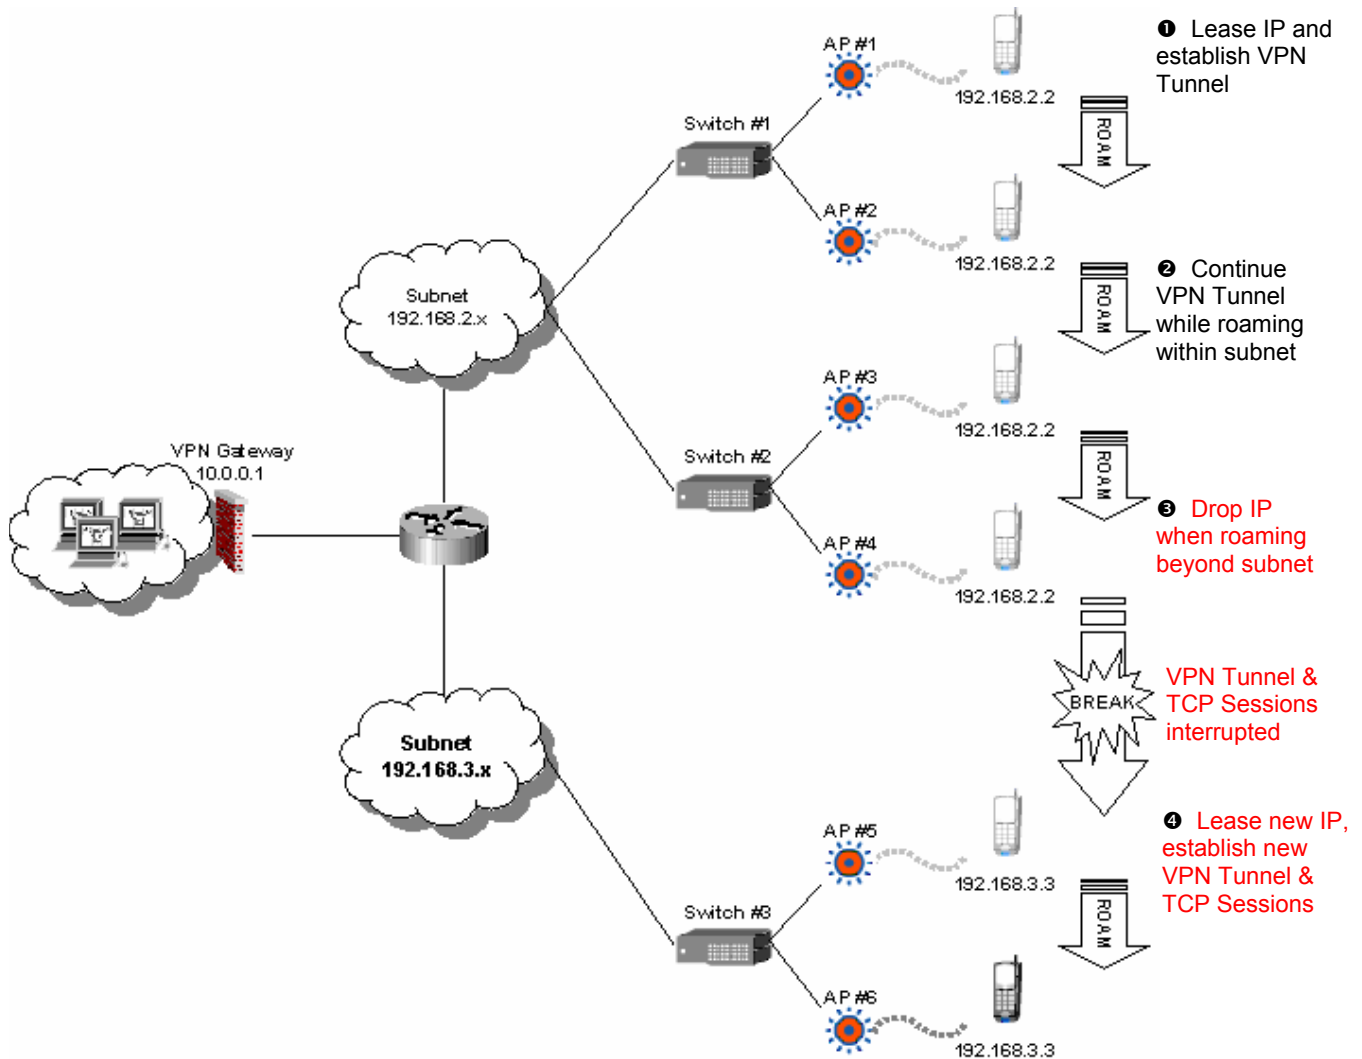 AP #1
❶ Lease IP and
establish VPN
Tunnel
192.168.2.2
ROAM
Switch #1
AP #2
192.168.2.2
❷ Continue
VPN Tunnel
while roaming
within subnet
ROAM
Subnet
192.168.2.x
AP #3
192.168.2.2
ROAM
VPN Gateway
10.0.0.1
Switch #2
❸ Drop IP
when roaming
beyond subnet
AP #4
192.168.2.2
BREAK
VPN Tunnel &
TCP Sessions
interrupted
Subnet
192.168.3.x
AP #5
192.168.3.3
❹ Lease new IP,
establish new
VPN Tunnel &
TCP Sessions
ROAM
Switch #3
AP #6
192.168.3.3